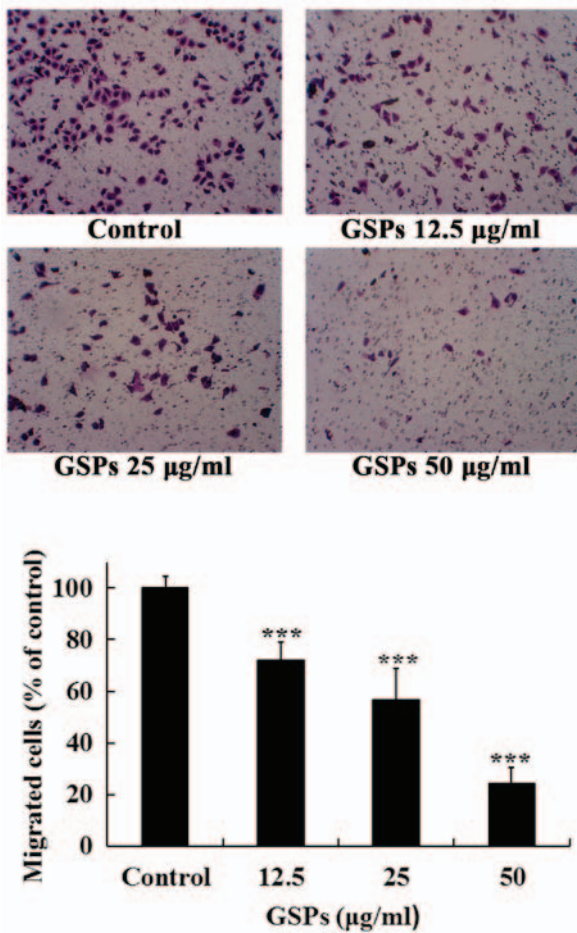 Control GSPs 12.5 μg/ml
GSPs 25 μg/ml GSPs 50 μg/ml
Migrated cells (% of control)
100
80
60
40
20
0
***
***
***
Control 12.5 25 50
GSPs (μg/ml)